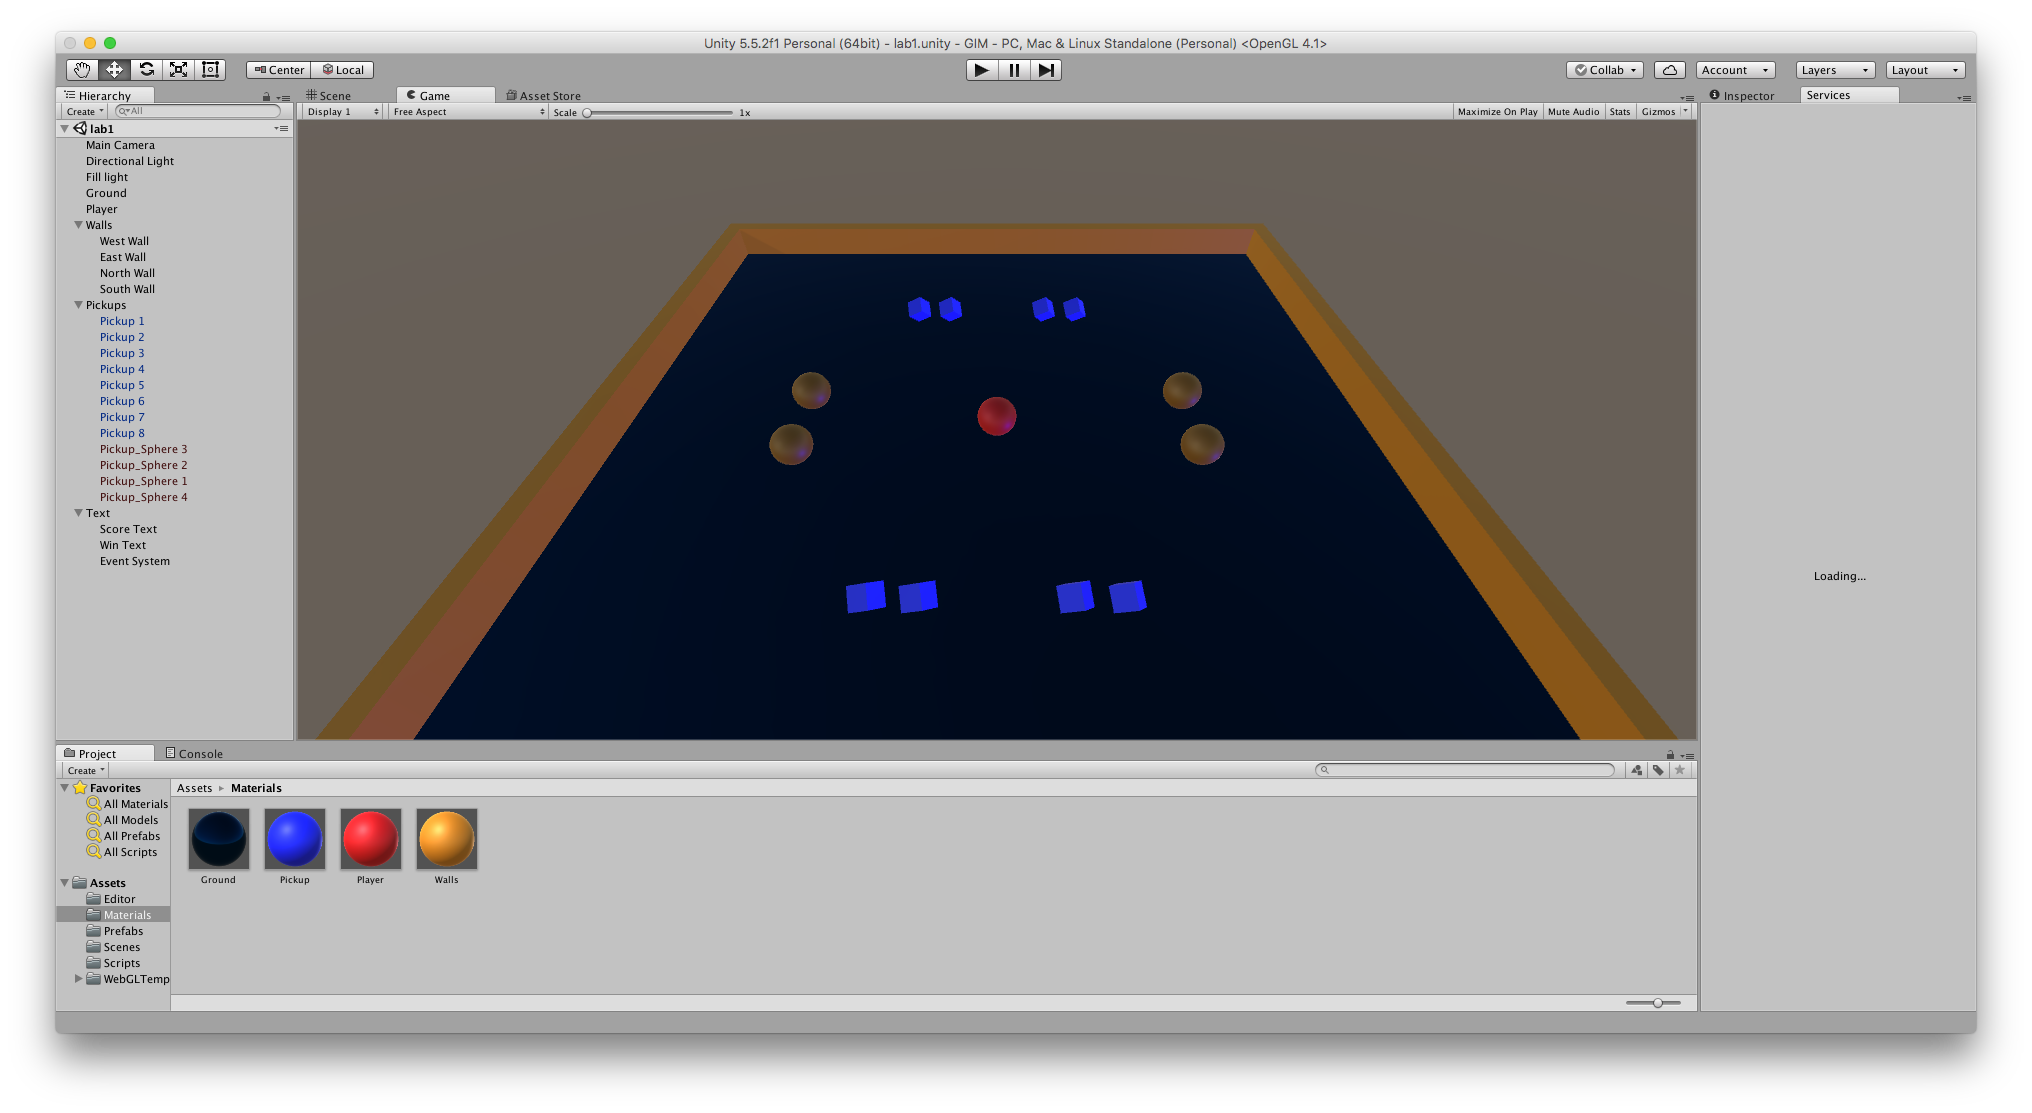 Unity 5.5.2f1 Personal (64bit) - lab1.unity - GIM - PC, Mac & Linux Standalone (Personal) <OpenGL 4.1>
Center Local Collab Account Layers Layout
Hierarchy Scene Game Asset Store Inspector Services
Create All Display 1 Free Aspect Scale 1x Maximize On Play Mute Audio Stats Gizmos
lab1
Main Camera
Directional Light
Fill light
Ground
Player
Walls
West Wall
East Wall
North Wall
South Wall
Pickups
Pickup 1
Pickup 2
Pickup 3
Pickup 4
Pickup 5
Pickup 6
Pickup 7
Pickup 8
Pickup_Sphere 3
Pickup_Sphere 2
Pickup_Sphere 1
Pickup_Sphere 4
Text
Score Text
Win Text
Event System
Loading...
Project Console
Create
Favorites
All Materials
All Models
All Prefabs
All Scripts
Assets
Editor
Materials
Prefabs
Scenes
Scripts
WebGLTemp
Assets Materials
Ground Pickup Player Walls